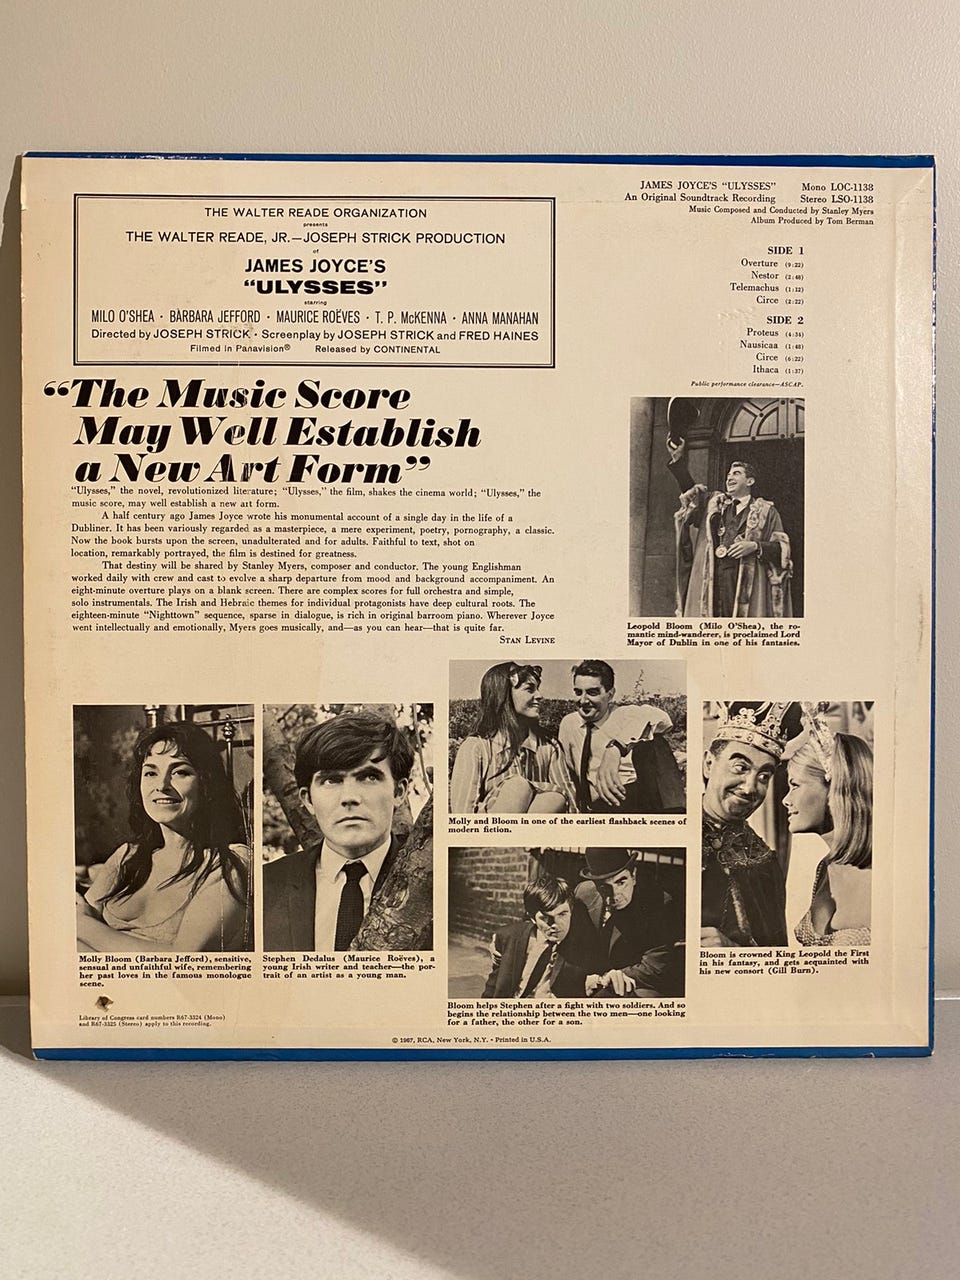 THE WALTER READE ORGANIZATION
presents
THE WALTER READE, JR.—JOSEPH STRICK PRODUCTION
of
JAMES JOYCE'S
"ULYSSES"
starring
MILO O'SHEA · BARBARA JEFFORD · MAURICE ROËVES · T. P. McKENNA · ANNA MANAHAN
Directed by JOSEPH STRICK · Screenplay by JOSEPH STRICK and FRED HAINES
Filmed in Panavision® Released by CONTINENTAL
JAMES JOYCE'S "ULYSSES" Mono LOC-1138
An Original Soundtrack Recording Stereo LSO-1138
Music Composed and Conducted by Stanley Myers
Album Produced by Tom Berman
SIDE 1
Overture (9:22)
Nestor (2:48)
Telemachus (1:12)
Circe (2:22)
SIDE 2
Proteus (4:34)
Nausicaa (1:48)
Circe (6:22)
Ithaca (1:37)
Public performance clearance—ASCAP.
"The Music Score
May Well Establish
a New Art Form"
"Ulysses," the novel, revolutionized literature; "Ulysses," the film, shakes the cinema world; "Ulysses," the
music score, may well establish a new art form.
A half century ago James Joyce wrote his monumental account of a single day in the life of a
Dubliner. It has been variously regarded as a masterpiece, a mere experiment, poetry, pornography, a classic.
Now the book bursts upon the screen, unadulterated and for adults. Faithful to text, shot on
location, remarkably portrayed, the film is destined for greatness.
That destiny will be shared by Stanley Myers, composer and conductor. The young Englishman
worked daily with crew and cast to evolve a sharp departure from mood and background accompaniment. An
eight-minute overture plays on a blank screen. There are complex scores for full orchestra and simple,
solo instrumentals. The Irish and Hebraic themes for individual protagonists have deep cultural roots. The
eighteen-minute "Nighttown" sequence, sparse in dialogue, is rich in original barroom piano. Wherever Joyce
went intellectually and emotionally, Myers goes musically, and—as you can hear—that is quite far.
STAN LEVINE
Leopold Bloom (Milo O'Shea), the ro-
mantic mind-wanderer, is proclaimed Lord
Mayor of Dublin in one of his fantasies.
Molly and Bloom in one of the earliest flashback scenes of
modern fiction.
Molly Bloom (Barbara Jefford), sensitive,
sensual and unfaithful wife, remembering
her past loves in the famous monologue
scene.
Stephen Dedalus (Maurice Roëves), a
young Irish writer and teacher—the por-
trait of an artist as a young man.
Bloom helps Stephen after a fight with two soldiers. And so
begins the relationship between the two men—one looking
for a father, the other for a son.
Bloom is crowned King Leopold the First
in his fantasy, and gets acquainted with
his new consort (Gill Burn).
Library of Congress card numbers R67-3324 (Mono)
and R67-3325 (Stereo) apply to this recording.
© 1967, RCA, New York, N.Y. • Printed in U.S.A.